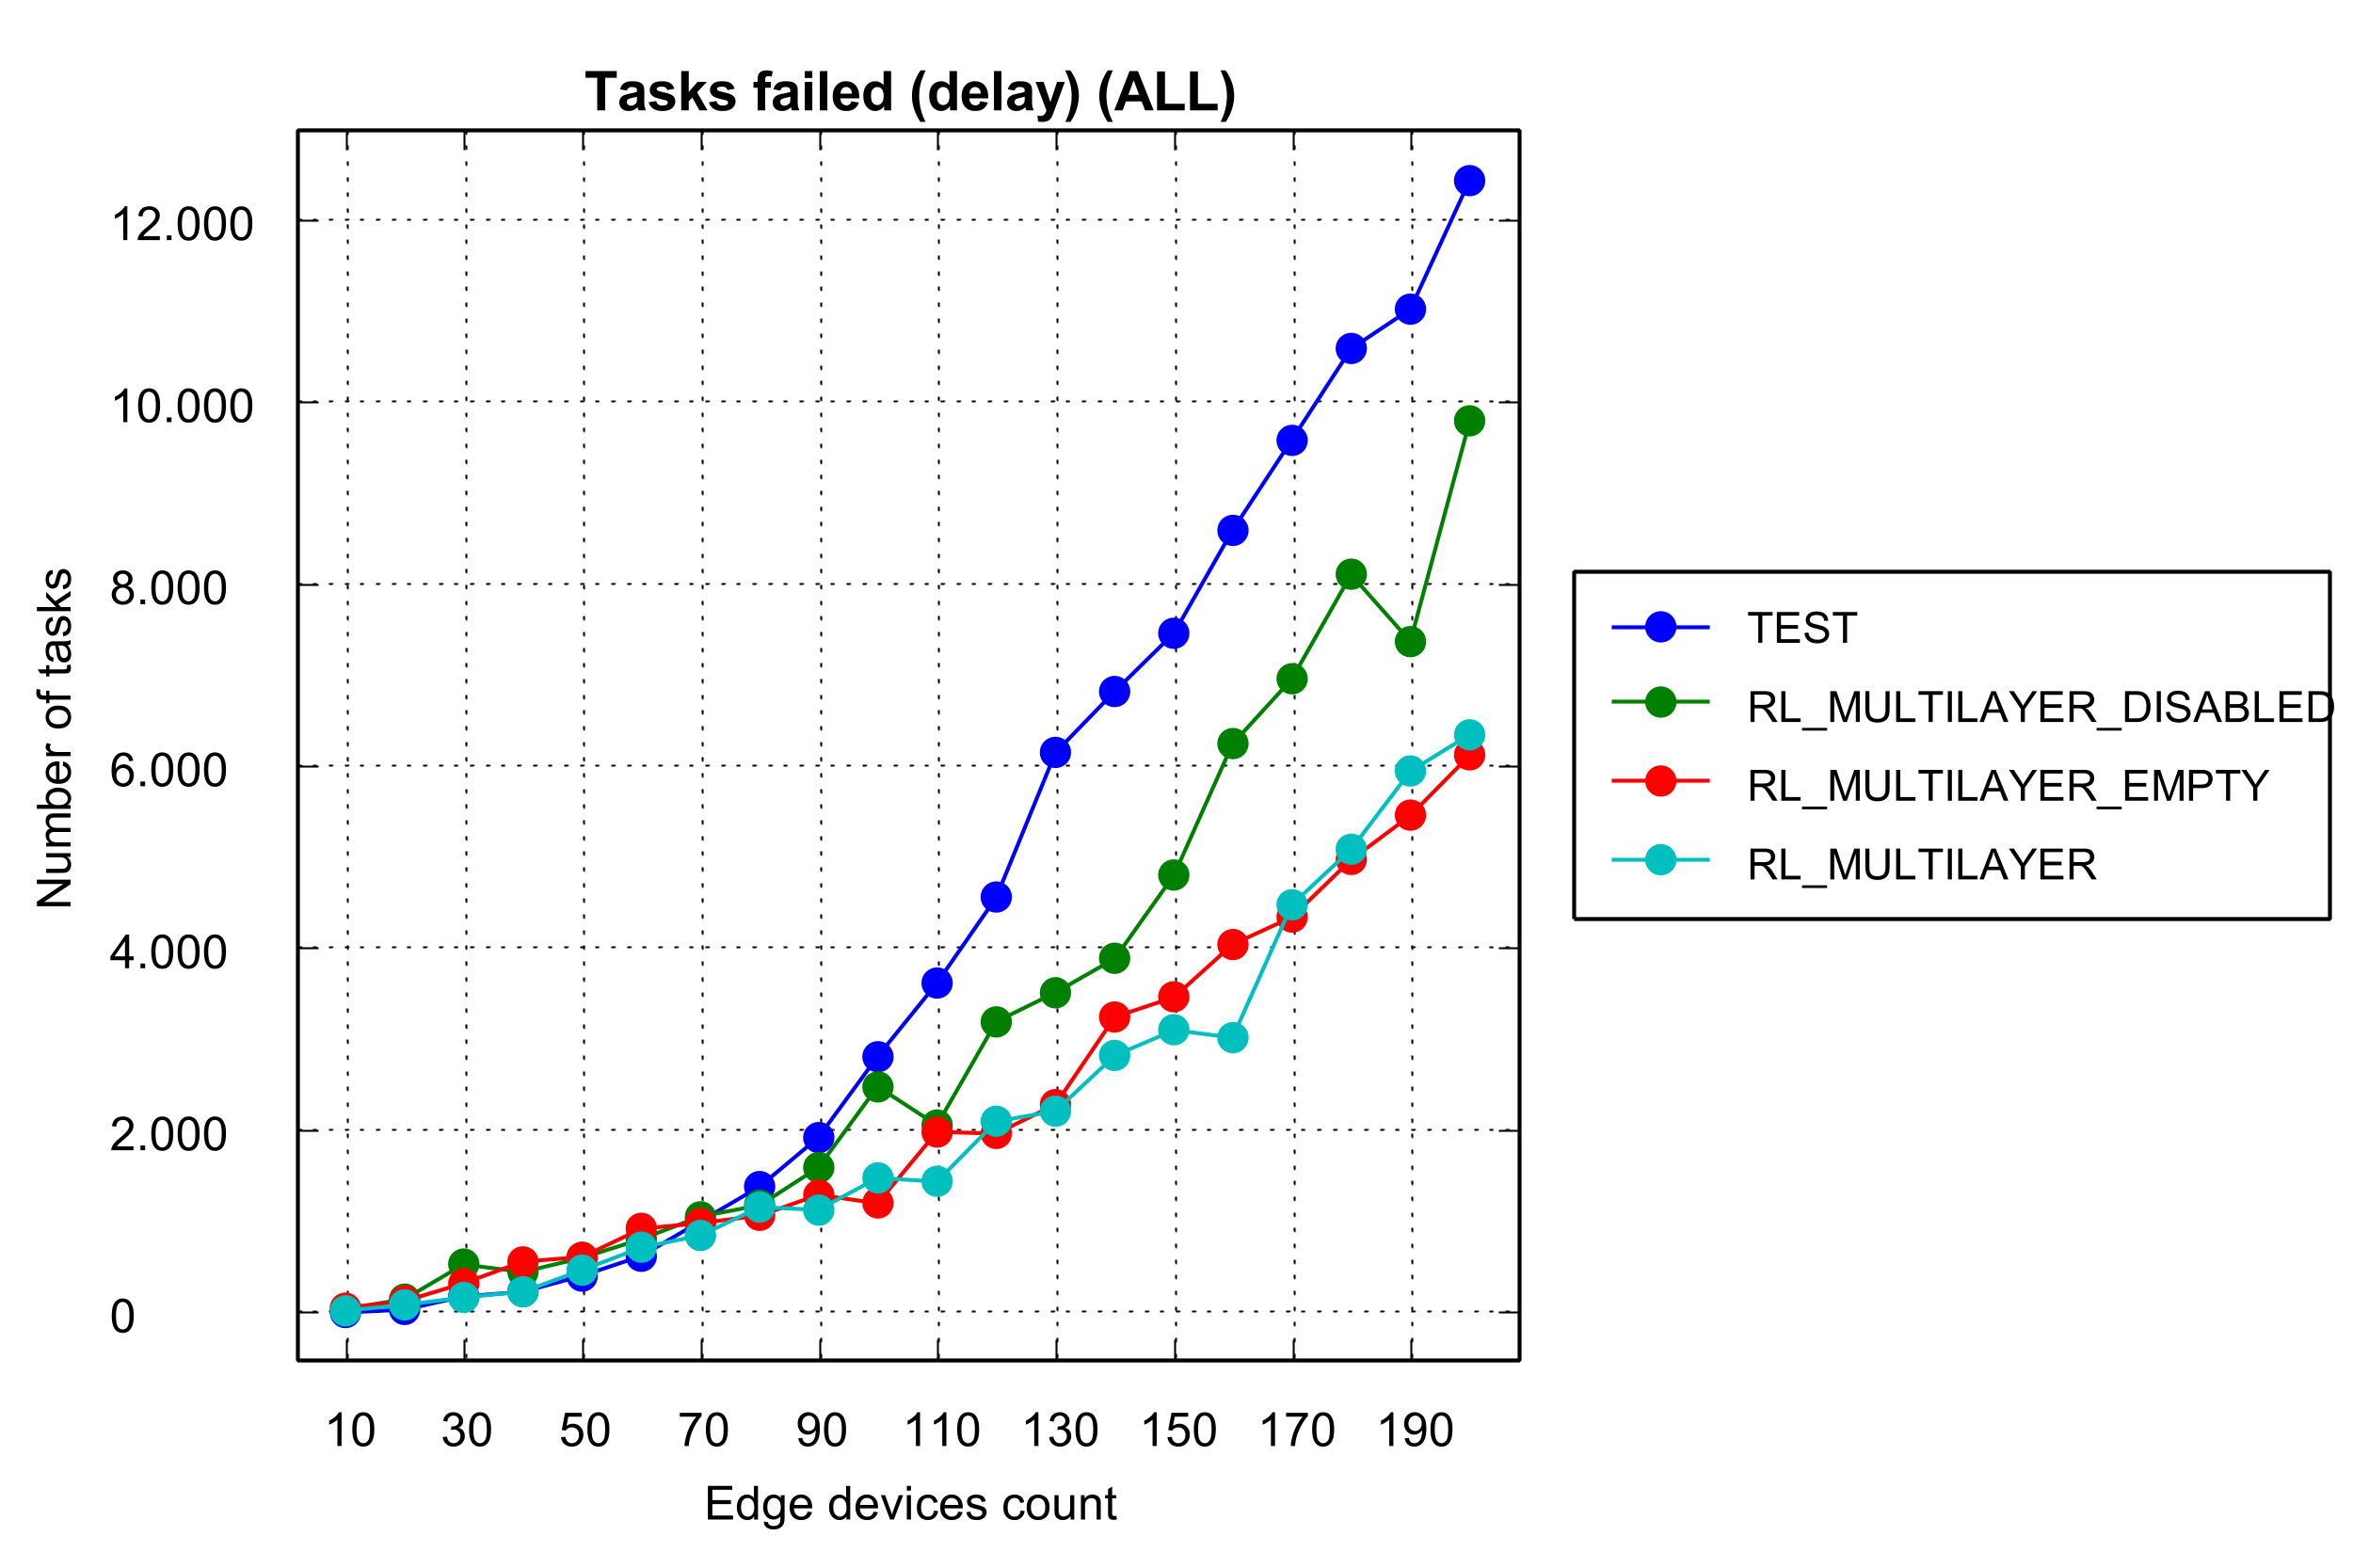 Tasks failed (delay) (ALL)
12.000
10.000
8.000
6.000
4.000
2.000
0
Number of tasks
10 30 50 70 90 110 130 150 170 190
Edge devices count
TEST
RL_MULTILAYER_DISABLED
RL_MULTILAYER_EMPTY
RL_MULTILAYER